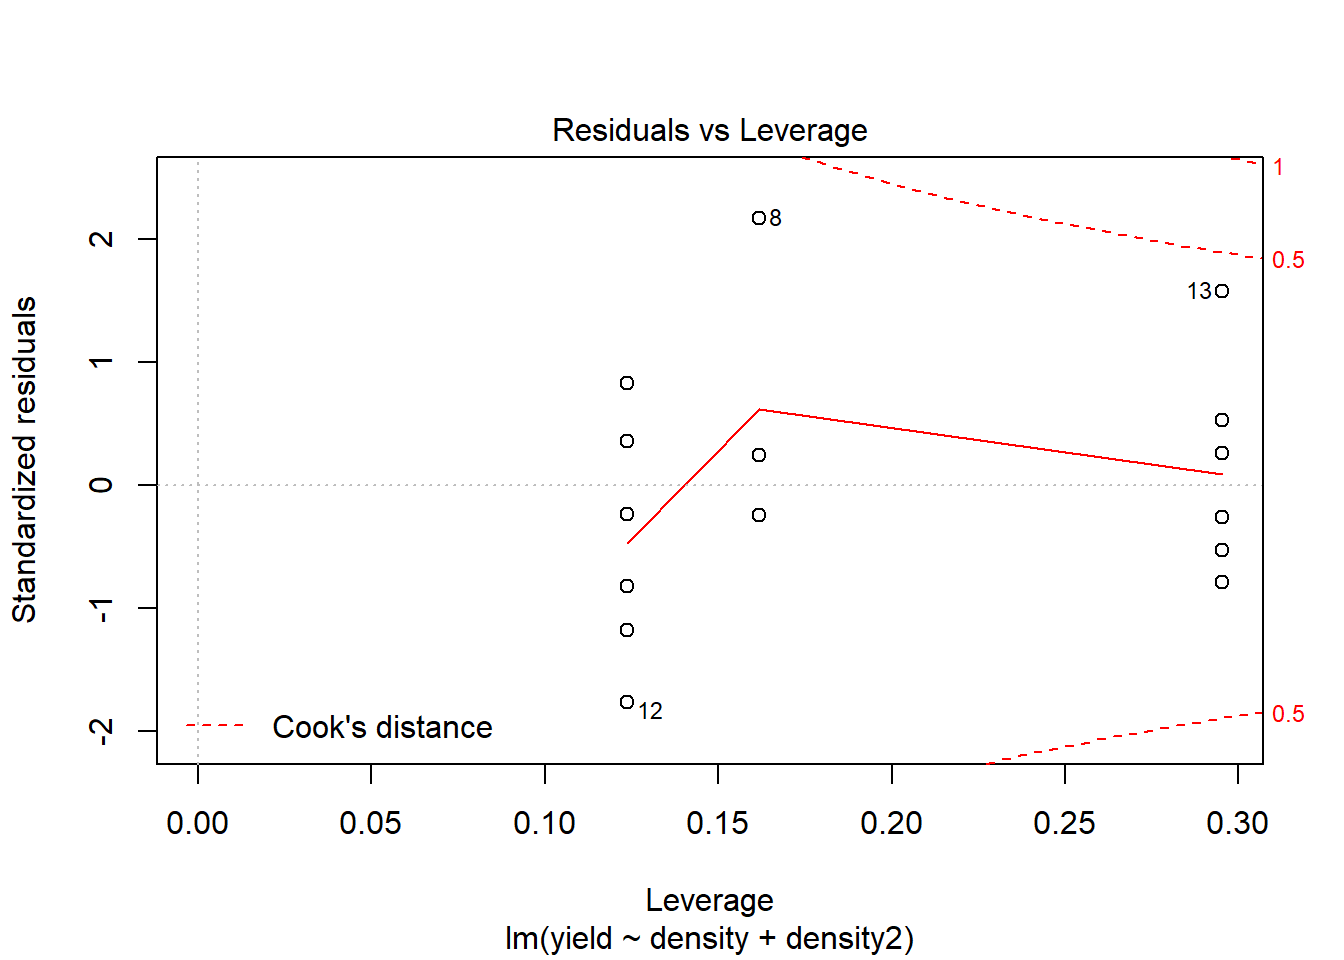 Residuals vs Leverage
Standardized residuals
2
1
0
-1
-2
8
13
12
1
0.5
0.5
Cook's distance
0.00 0.05 0.10 0.15 0.20 0.25 0.30
Leverage
lm(yield ~ density + density2)